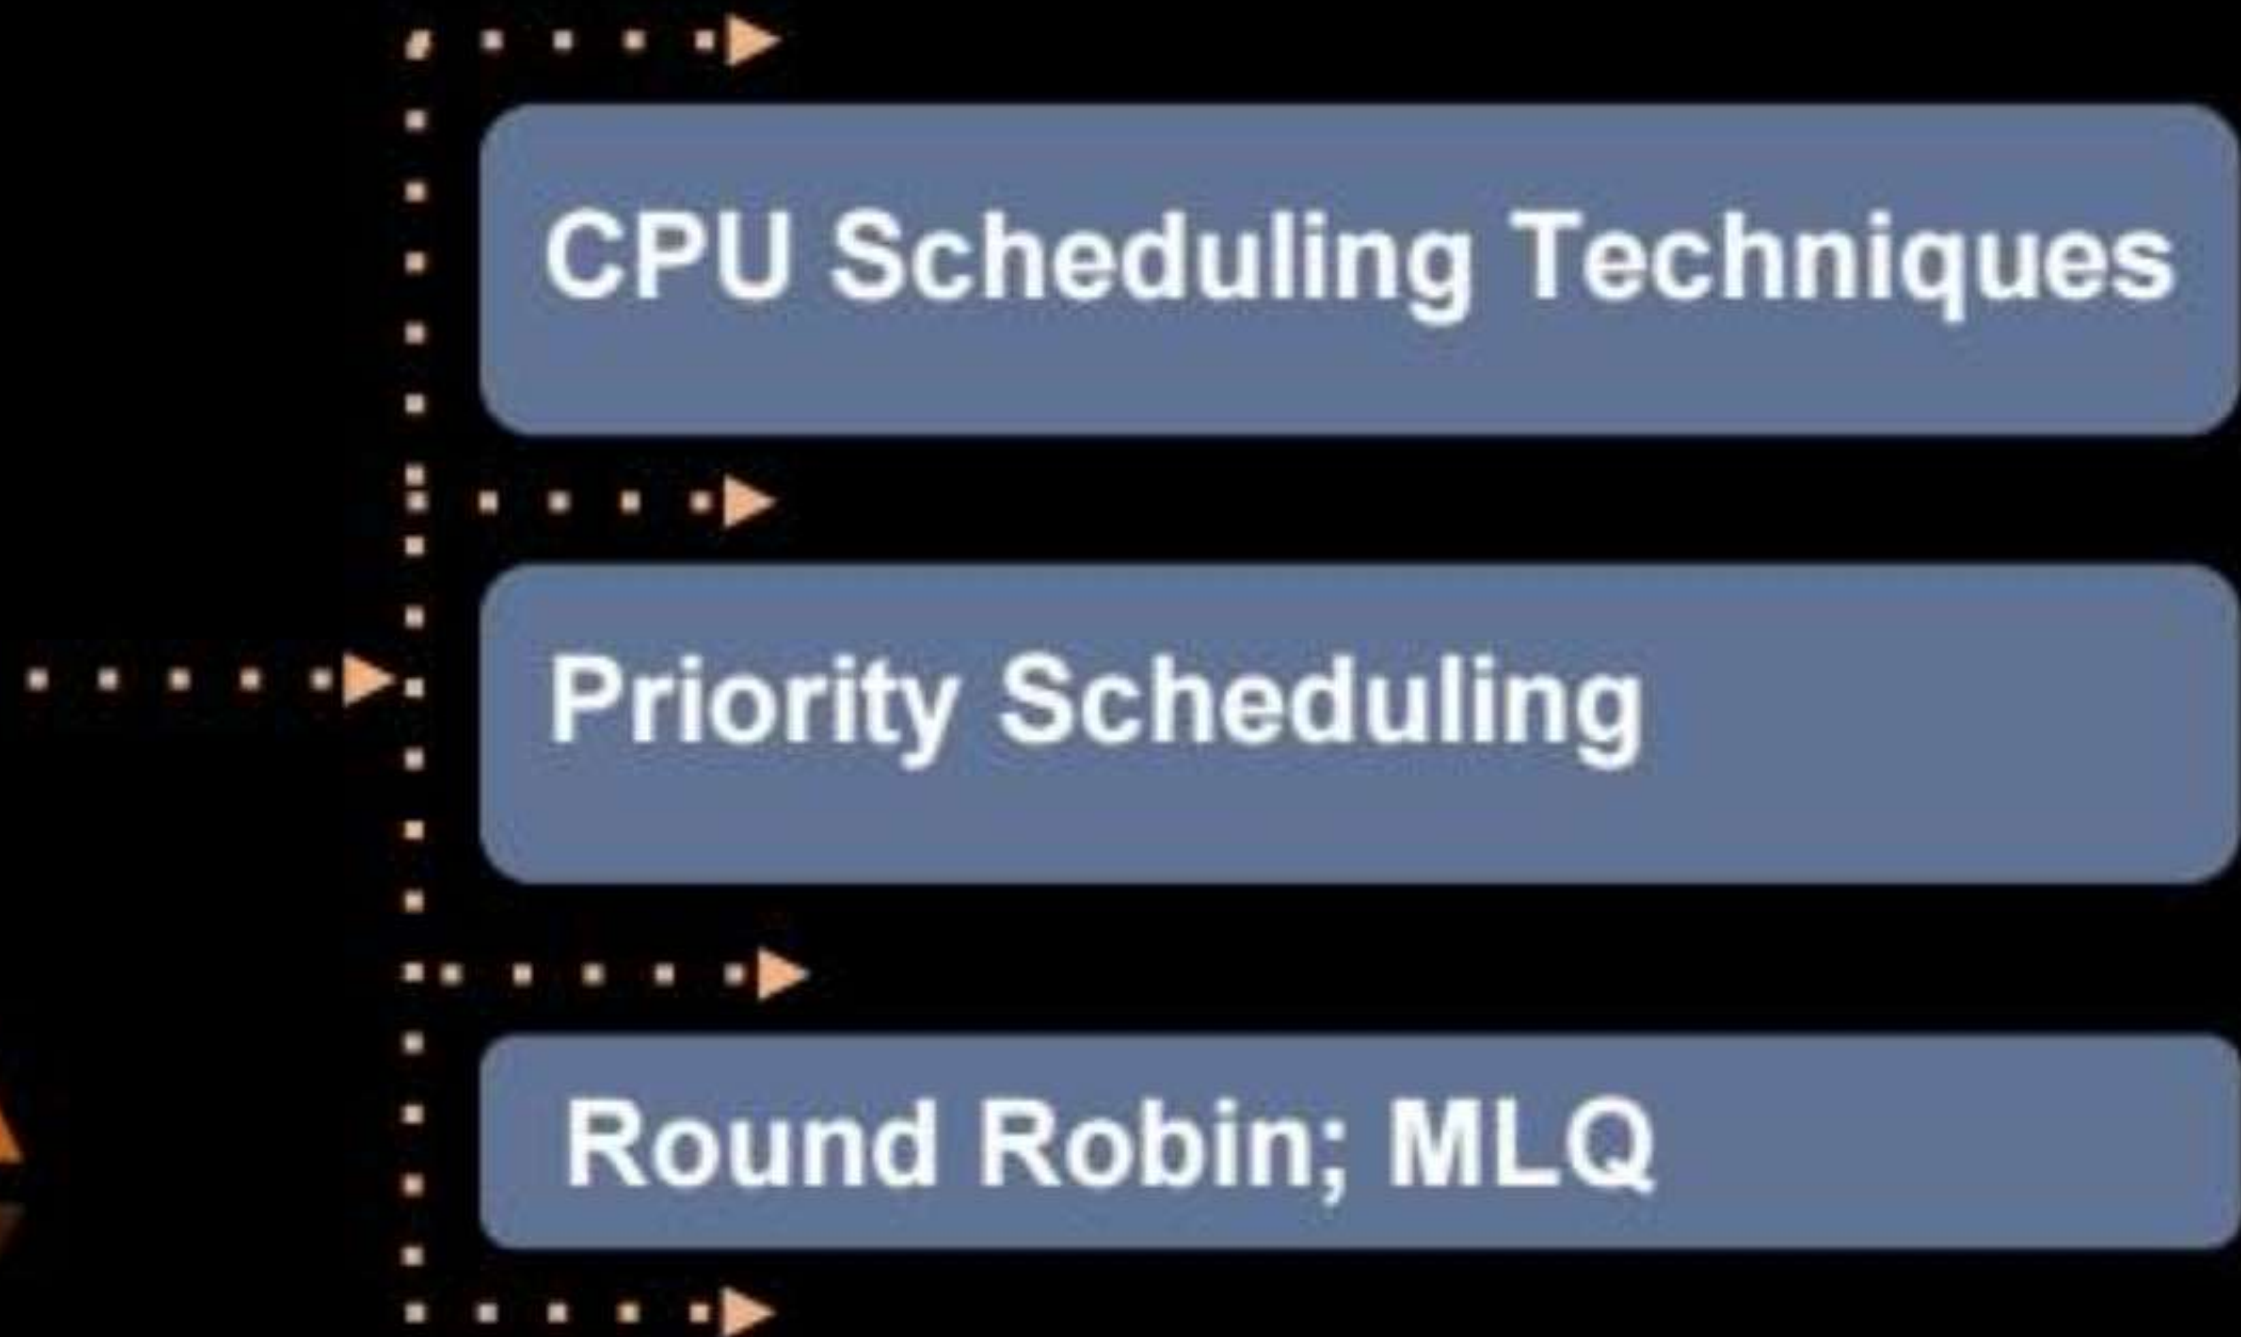 CPU Scheduling Techniques
Priority Scheduling
Round Robin; MLQ